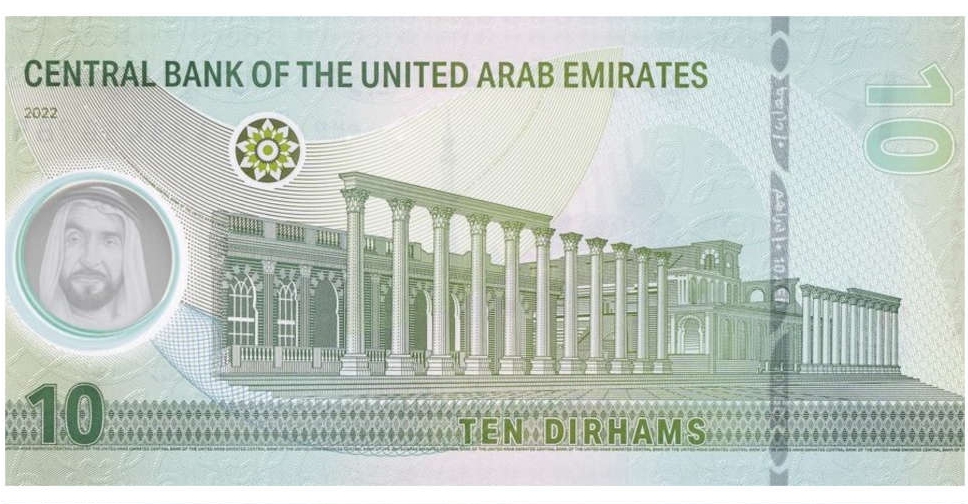 CENTRAL BANK OF THE UNITED ARAB EMIRATES
2022
10
10
TEN DIRHAMS